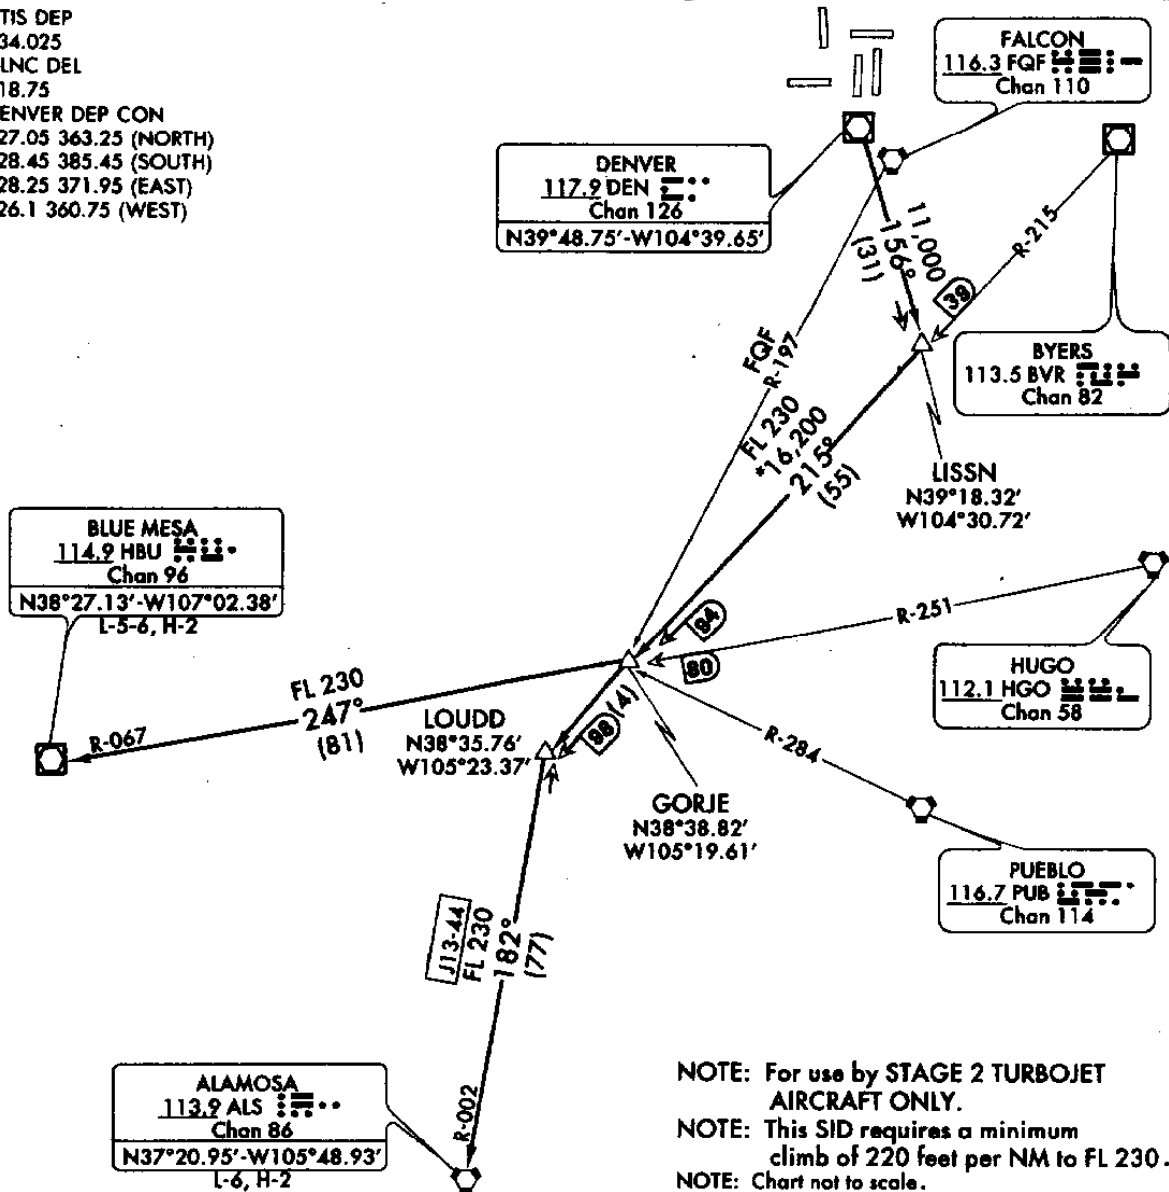 TIS DEP
34.025
LNC DEL
18.75
ENVER DEP CON
27.05 363.25 (NORTH)
28.45 385.45 (SOUTH)
28.25 371.95 (EAST)
26.1 360.75 (WEST)
FALCON
116.3 FQF
Chan 110
DENVER
117.9 DEN
Chan 126
N39°48.75'-W104°39.65'
11,000
156°
(31)
R-215
39
FQF
R-197
BYERS
113.5 BVR
Chan 82
FL 230
*16,200
215°
(55)
LISSN
N39°18.32'
W104°30.72'
BLUE MESA
114.9 HBU
Chan 96
N38°27.13'-W107°02.38'
L-5-6, H-2
94
R-251
80
HUGO
112.1 HGO
Chan 58
FL 230
247°
(81)
R-067
LOUDD
N38°35.76'
W105°23.37'
98
(4)
R-284
GORJE
N38°38.82'
W105°19.61'
PUEBLO
116.7 PUB
Chan 114
J13-44
FL 230
182°
(77)
R-002
ALAMOSA
113.9 ALS
Chan 86
N37°20.95'-W105°48.93'
L-6, H-2
NOTE: For use by STAGE 2 TURBOJET
AIRCRAFT ONLY.
NOTE: This SID requires a minimum
climb of 220 feet per NM to FL 230.
NOTE: Chart not to scale.